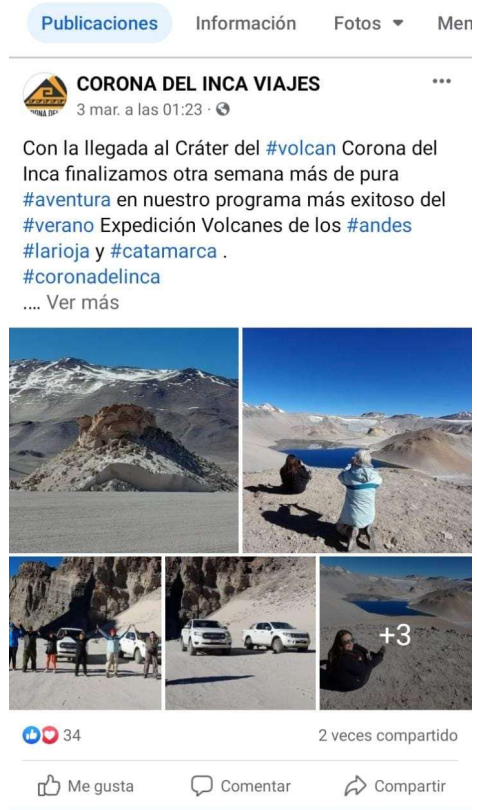 Publicaciones Información Fotos Men
CORONA DEL INCA VIAJES
3 mar. a las 01:23 ·
Con la llegada al Cráter del #volcan Corona del
Inca finalizamos otra semana más de pura
#aventura en nuestro programa más exitoso del
#verano Expedición Volcanes de los #andes
#larioja y #catamarca .
#coronadelinca
.... Ver más
+3
34 2 veces compartido
Me gusta Comentar Compartir